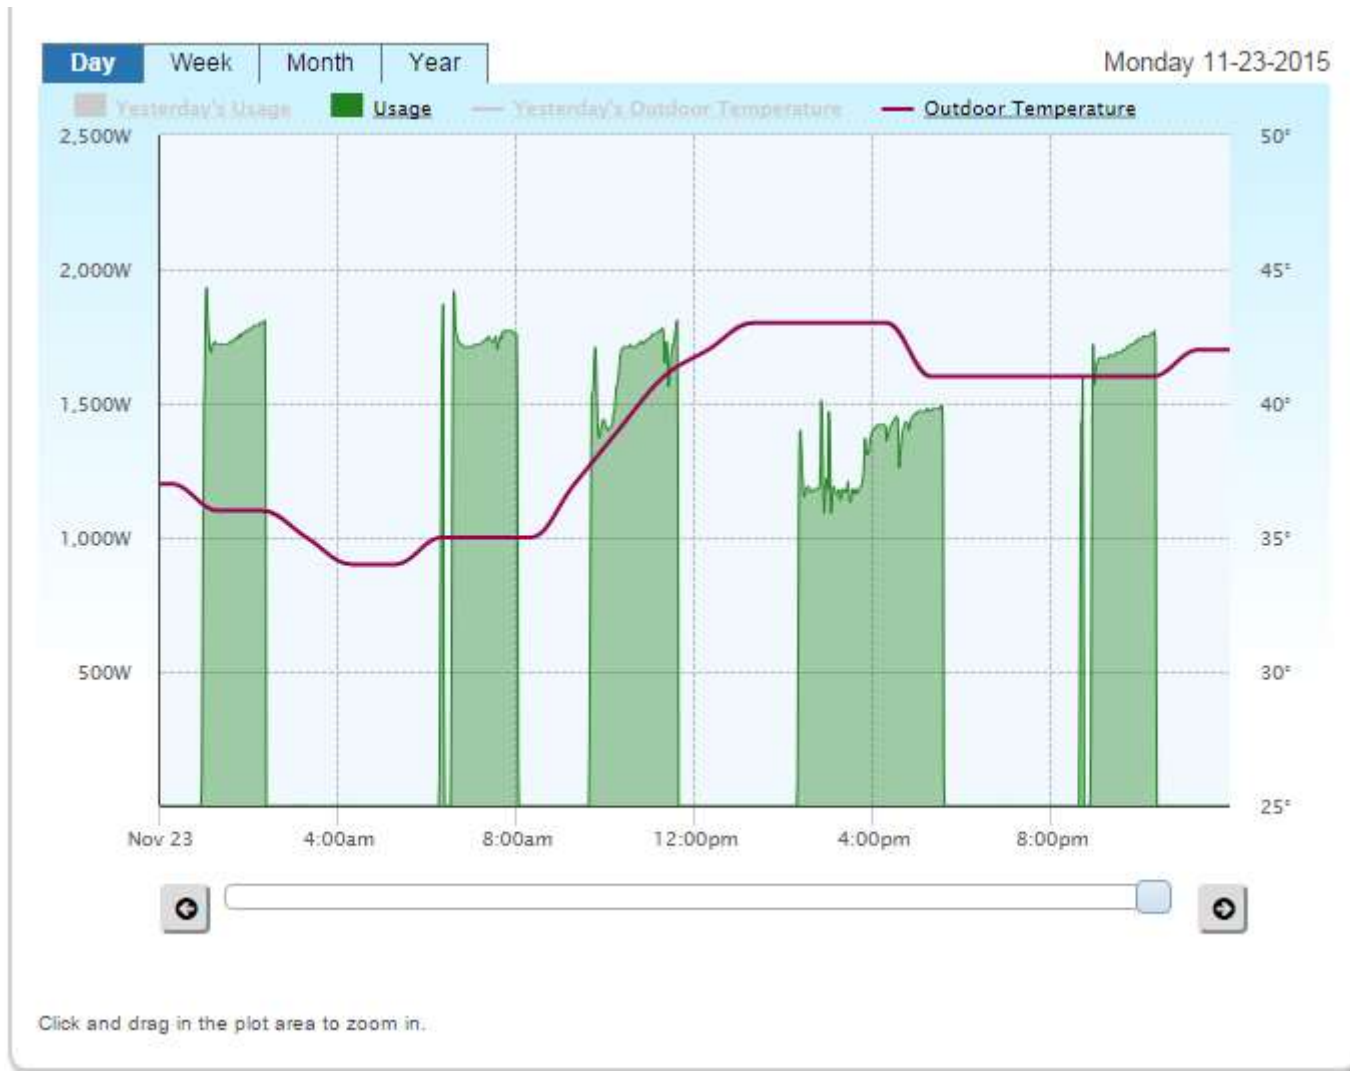 Day Week Month Year Monday 11-23-2015
Yesterday's Usage Usage Yesterday's Outdoor Temperature Outdoor Temperature
2,500W 50°
2,000W 45°
1,500W 40°
1,000W 35°
500W 30°
25°
Nov 23 4:00am 8:00am 12:00pm 4:00pm 8:00pm
Click and drag in the plot area to zoom in.